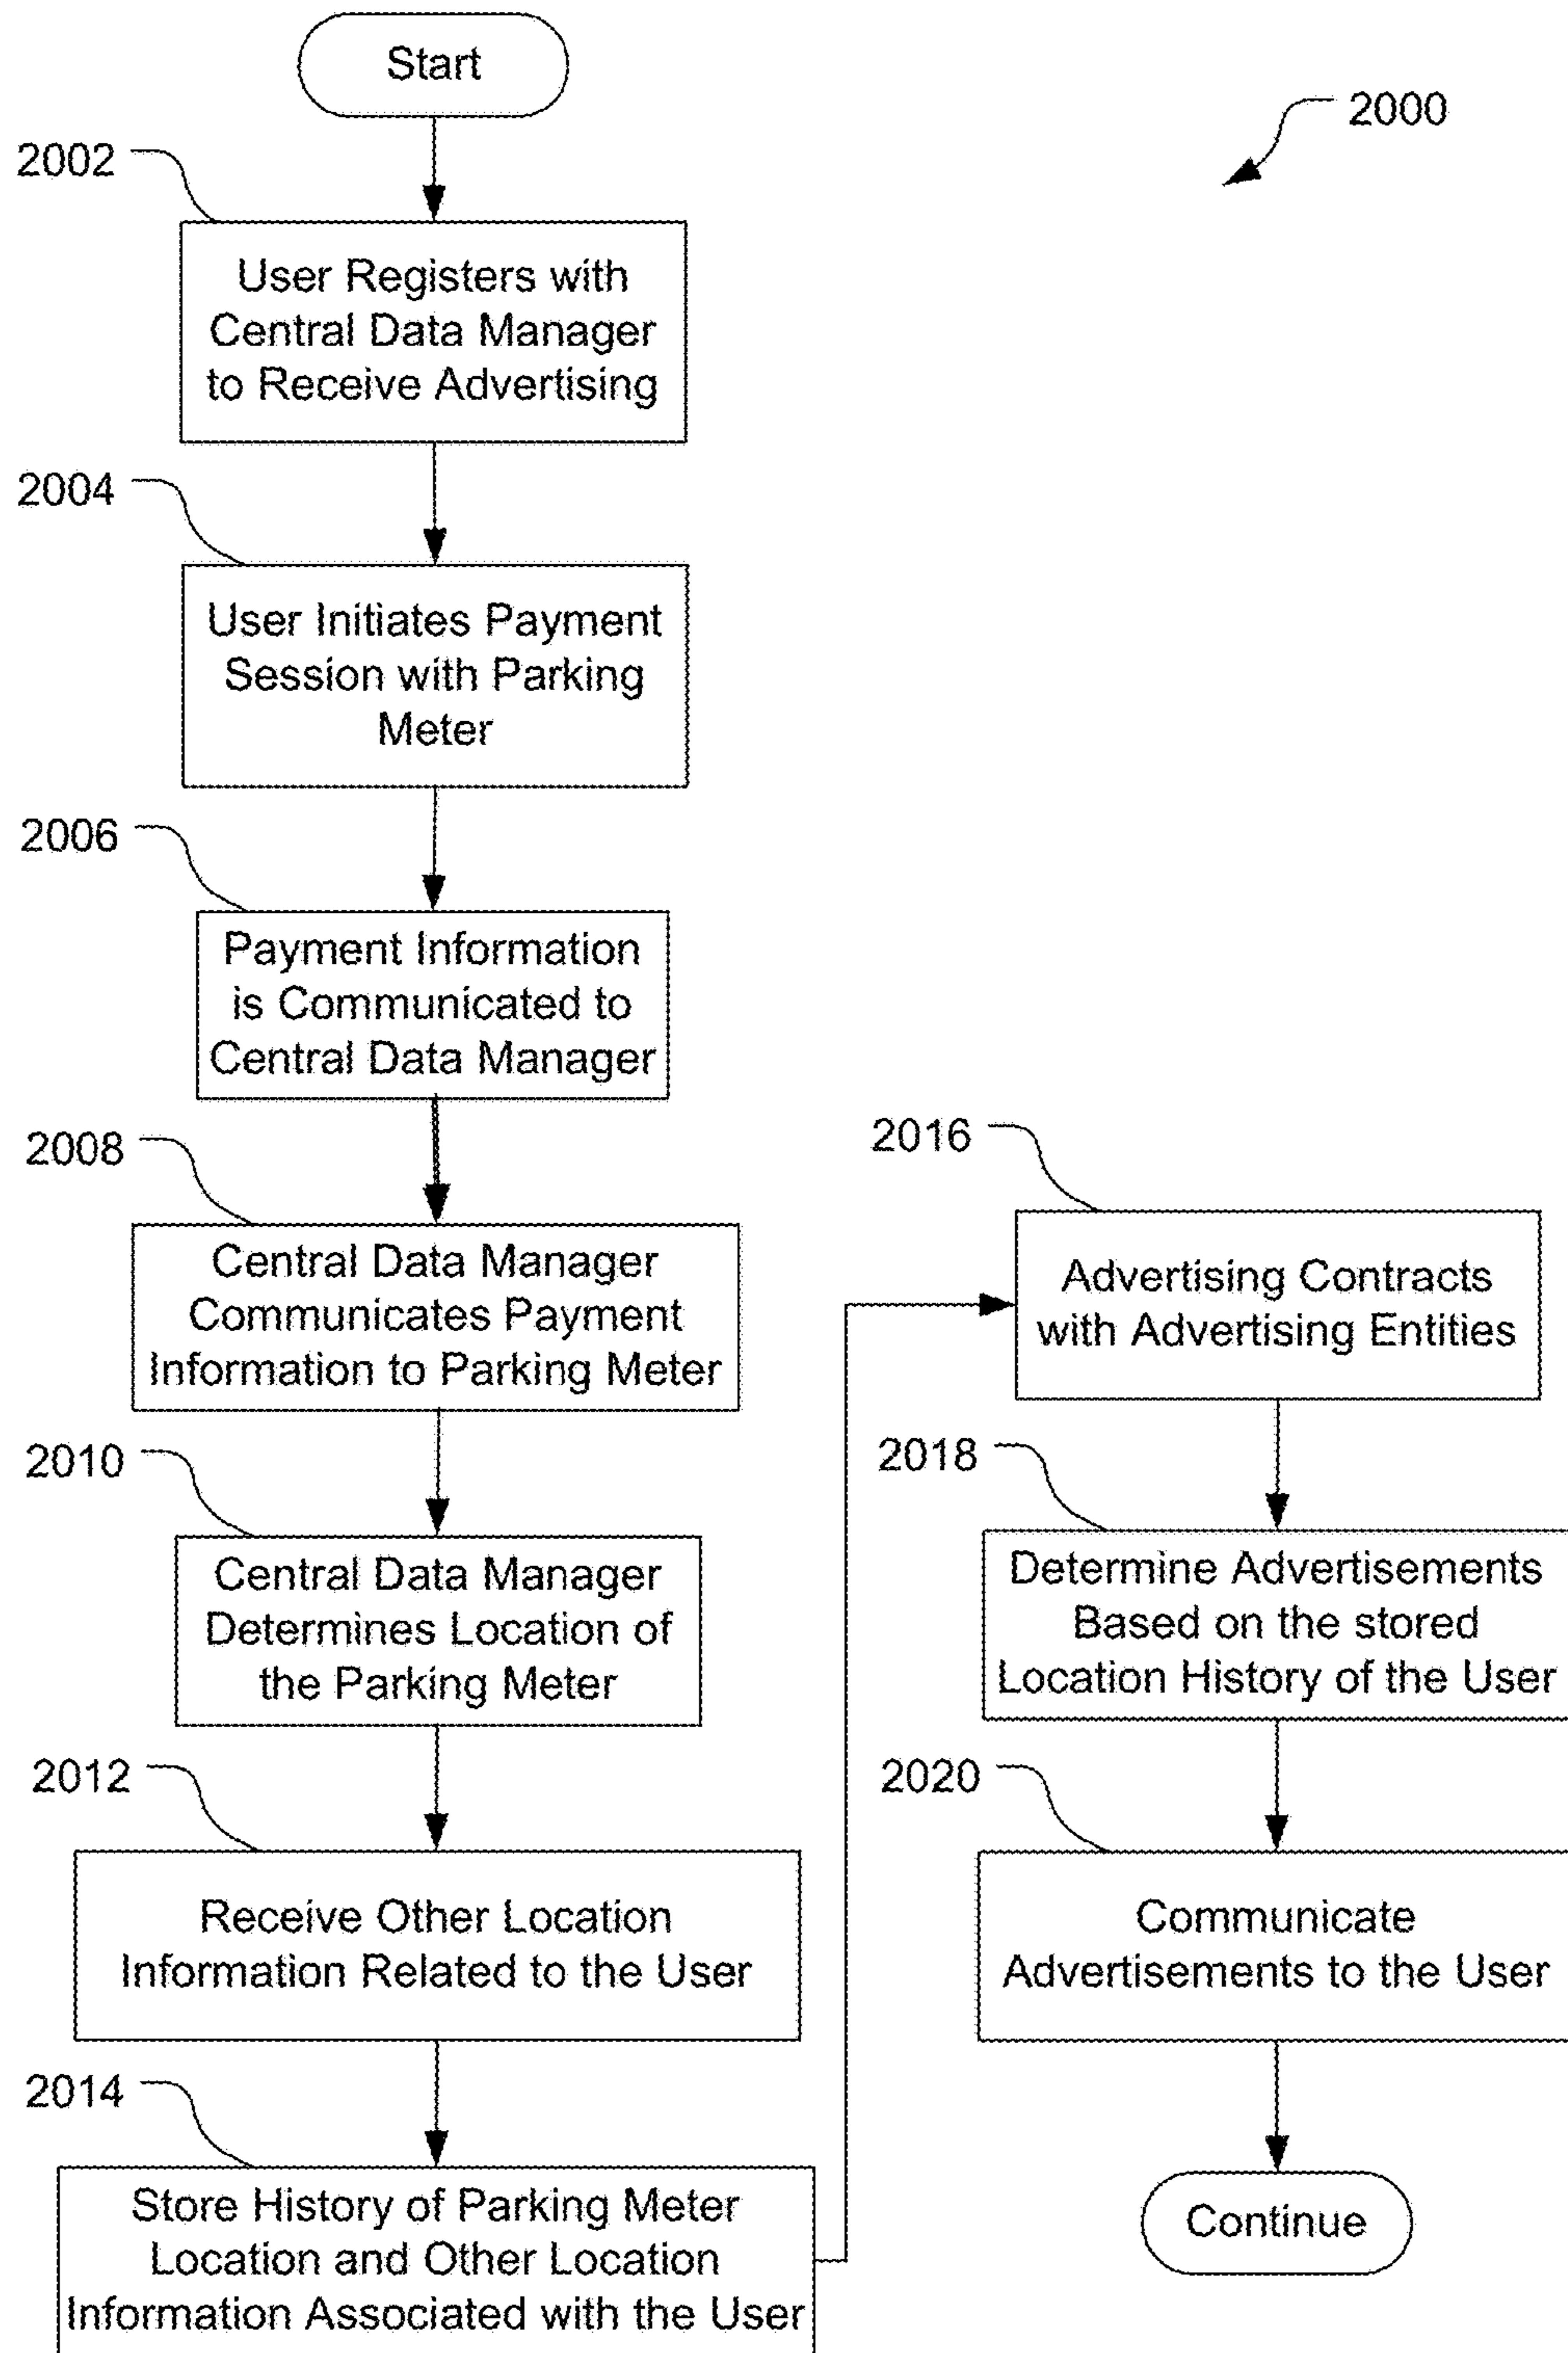 Start
2000
2002
User Registers with
Central Data Manager
to Receive Advertising
2004
User Initiates Payment
Session with Parking
Meter
2006
Payment Information
is Communicated to
Central Data Manager
2008
Central Data Manager
Communicates Payment
Information to Parking Meter
2010
Central Data Manager
Determines Location of
the Parking Meter
2012
Receive Other Location
Information Related to the User
2014
Store History of Parking Meter
Location and Other Location
Information Associated with the User
2016
Advertising Contracts
with Advertising Entities
2018
Determine Advertisements
Based on the stored
Location History of the User
2020
Communicate
Advertisements to the User
Continue